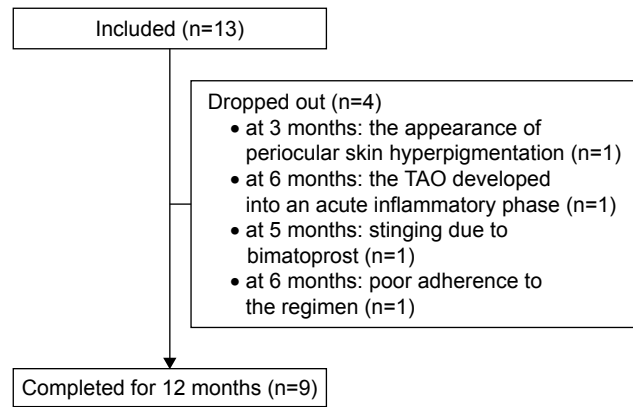 Included (n=13)
Dropped out (n=4)
• at 3 months: the appearance of
periocular skin hyperpigmentation (n=1)
• at 6 months: the TAO developed
into an acute inflammatory phase (n=1)
• at 5 months: stinging due to
bimatoprost (n=1)
• at 6 months: poor adherence to
the regimen (n=1)
Completed for 12 months (n=9)